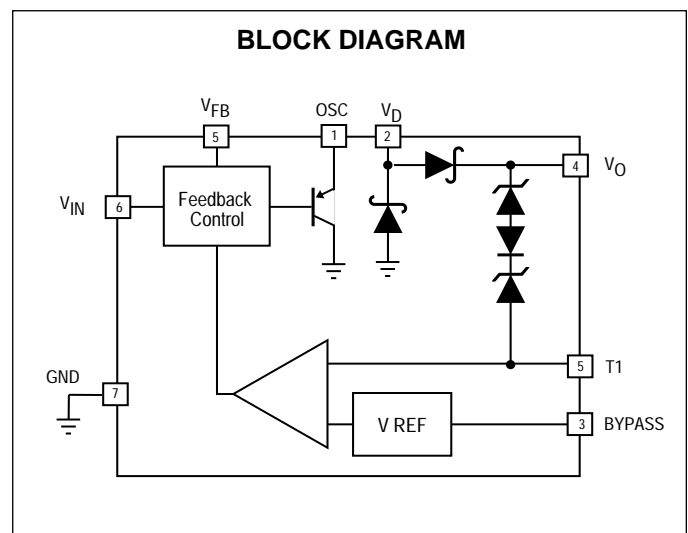 BLOCK DIAGRAM
VFB
OSC
VD
5
1
2
4
VO
VIN
6
Feedback
Control
GND
7
5
T1
V REF
3
BYPASS